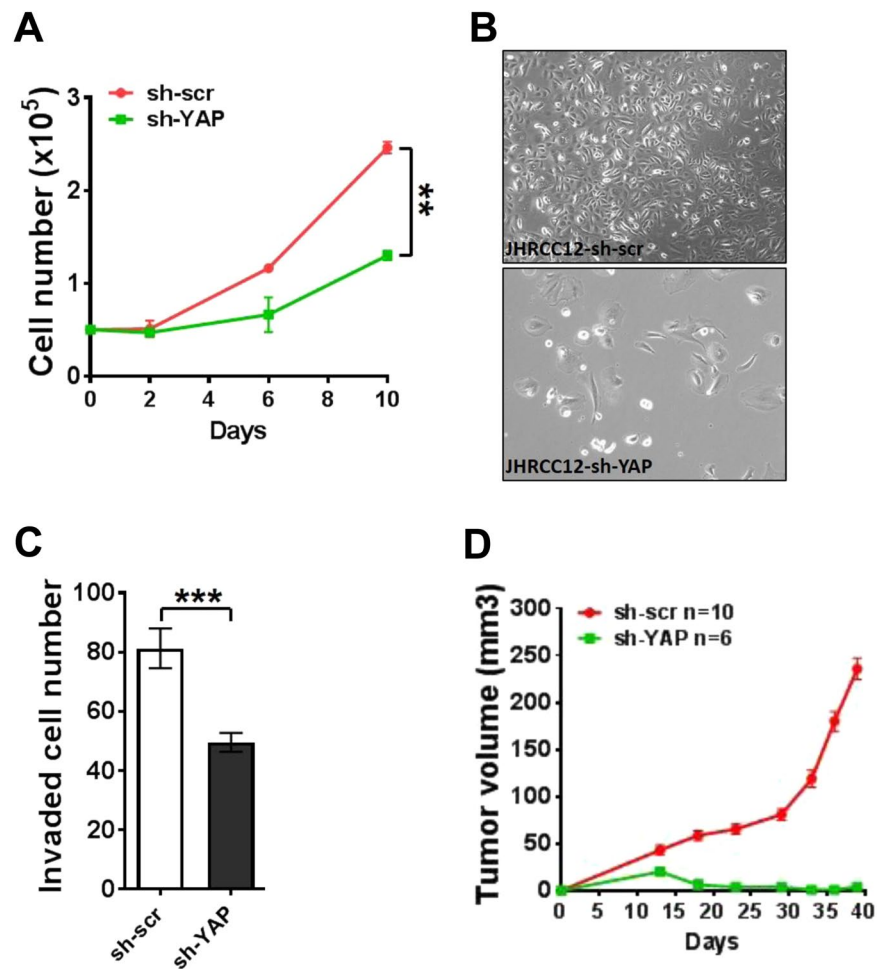 A
sh-scr
sh-YAP
Cell number (x10⁵)
3
2
1
0
**
0 2 4 6 8 10
Days
B
JHRCC12-sh-scr
JHRCC12-sh-YAP
C
Invaded cell number
100
80
60
40
20
0
***
sh-scr
sh-YAP
D
sh-scr n=10
sh-YAP n=6
Tumor volume (mm3)
300
250
200
150
100
50
0
0 5 10 15 20 25 30 35 40
Days